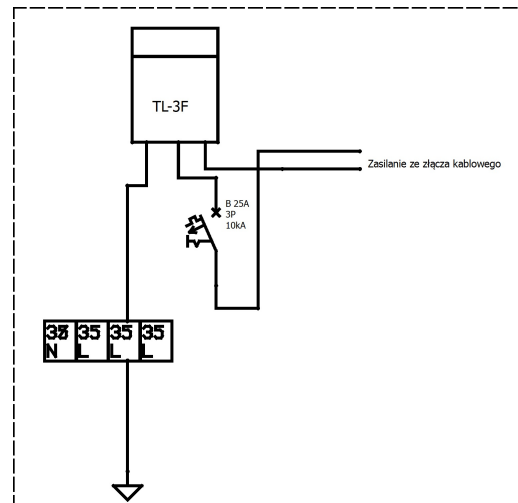 TL-3F
Zasilanie ze złącza kablowego
B 25A
3P
10kA
35 35 35 35
N L L L